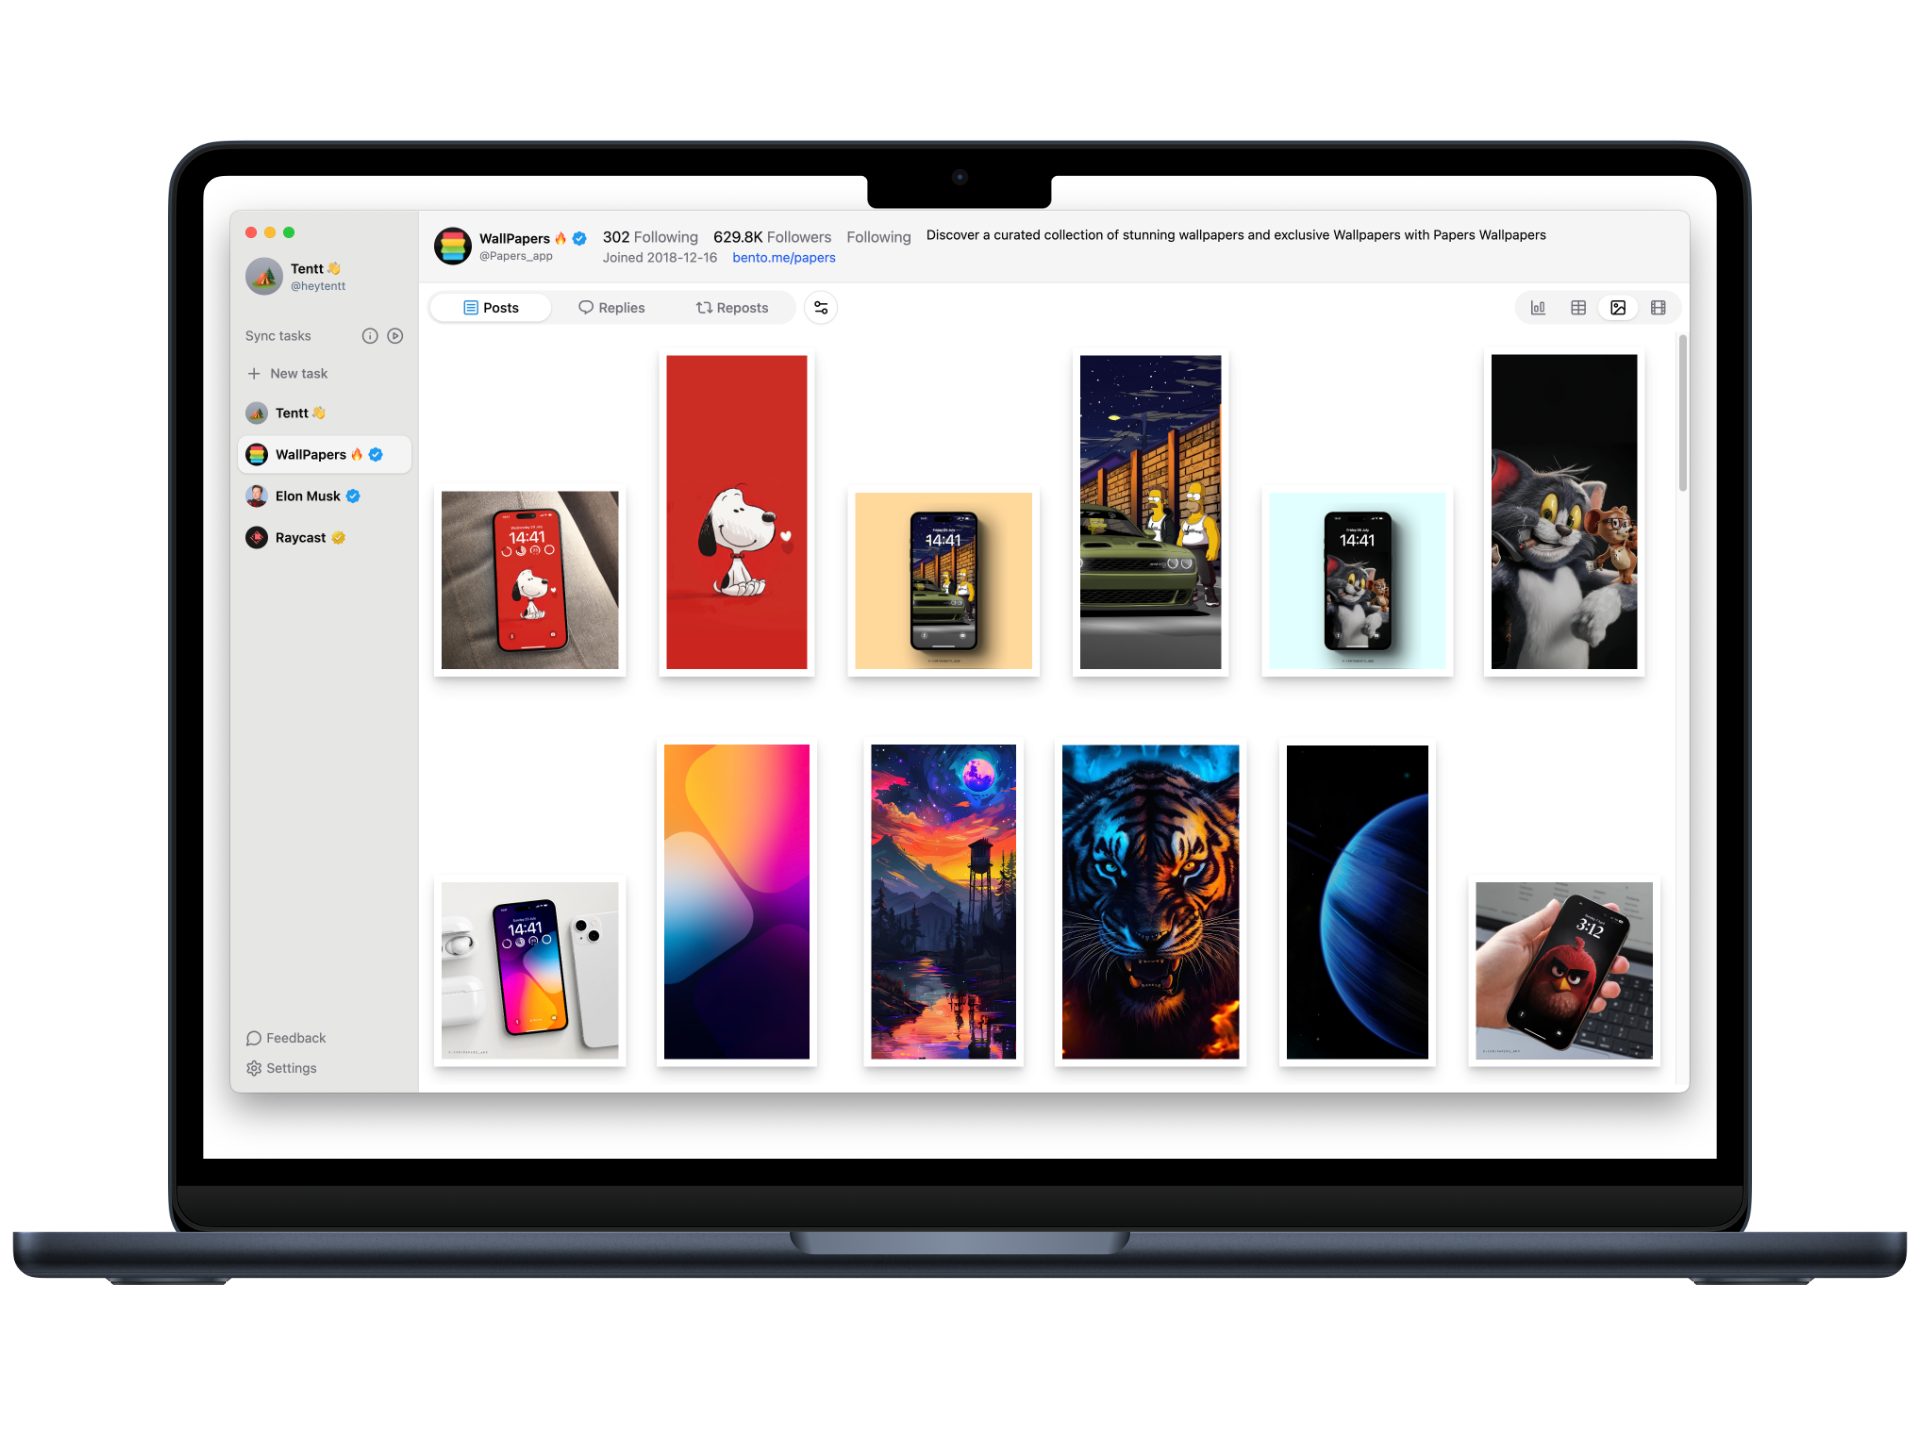 Tentt 👋
@heytentt
Sync tasks
New task
Tentt 👋
WallPapers 🔥
Elon Musk
Raycast
Feedback
Settings
WallPapers 🔥
@Papers_app
302 Following 629.8K Followers Following
Joined 2018-12-16 bento.me/papers
Discover a curated collection of stunning wallpapers and exclusive Wallpapers with Papers Wallpapers
Posts Replies Reposts
14:41
14:41
14:41
14:41
3:12